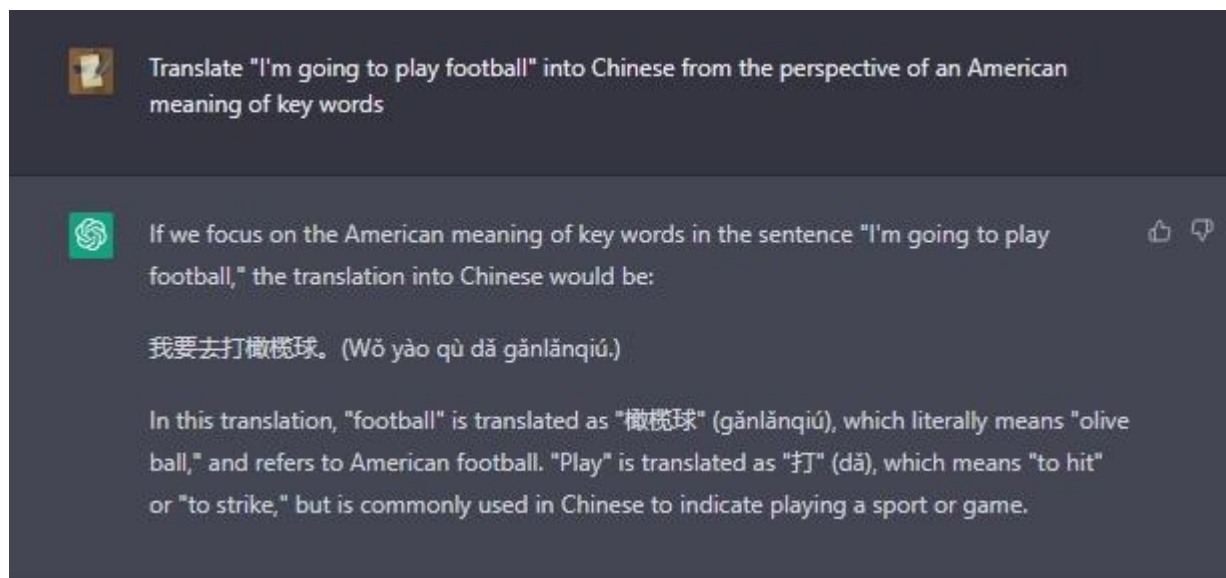 Translate "I'm going to play football" into Chinese from the perspective of an American
meaning of key words
If we focus on the American meaning of key words in the sentence "I'm going to play
football," the translation into Chinese would be:
我要去打橄榄球。(Wǒ yào qù dǎ gǎnlǎnqiú.)
In this translation, "football" is translated as "橄榄球" (gǎnlǎnqiú), which literally means "olive
ball," and refers to American football. "Play" is translated as "打" (dǎ), which means "to hit"
or "to strike," but is commonly used in Chinese to indicate playing a sport or game.